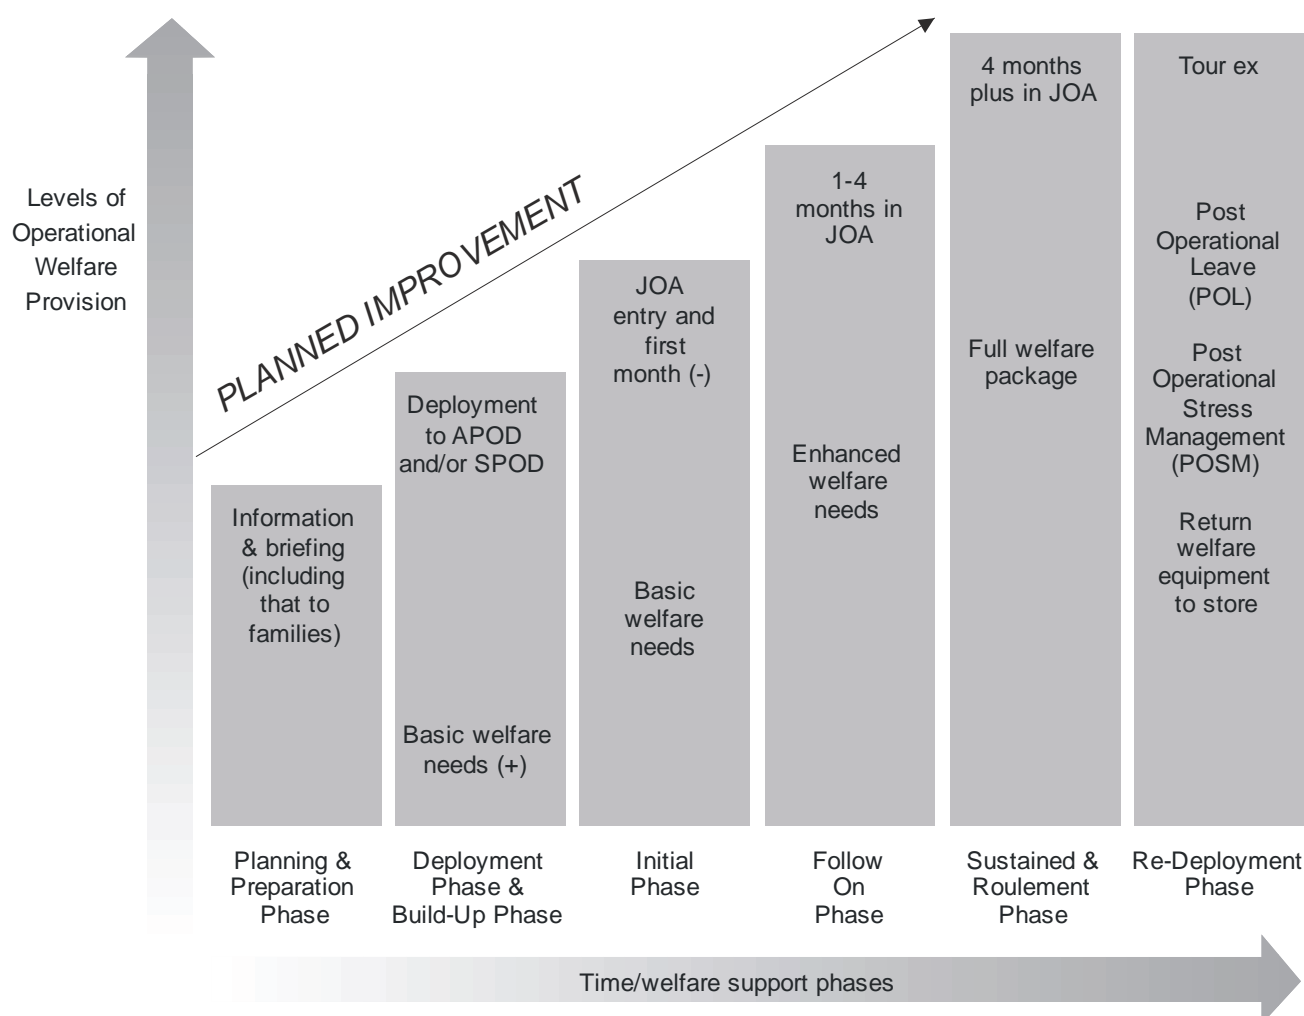 Levels of
Operational
Welfare
Provision
PLANNED IMPROVEMENT
Information
& briefing
(including
that to
families)
Deployment
to APOD
and/or SPOD
Basic welfare
needs (+)
JOA
entry and
first
month (-)
Basic
welfare
needs
1-4
months in
JOA
Enhanced
welfare
needs
4 months
plus in JOA
Full welfare
package
Tour ex
Post
Operational
Leave
(POL)
Post
Operational
Stress
Management
(POSM)
Return
welfare
equipment
to store
Planning &
Preparation
Phase
Deployment
Phase &
Build-Up Phase
Initial
Phase
Follow
On
Phase
Sustained &
Roulement
Phase
Re-Deployment
Phase
Time/welfare support phases